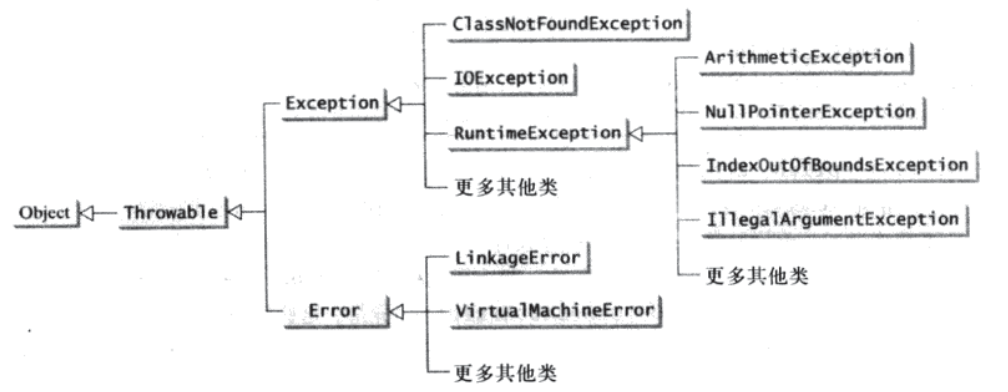 ClassNotFoundException
ArithmeticException
IOException
Exception
NullPointerException
RuntimeException
IndexOutOfBoundsException
更多其他类
Object
Throwable
IllegalArgumentException
LinkageError
更多其他类
Error
VirtualMachineError
更多其他类